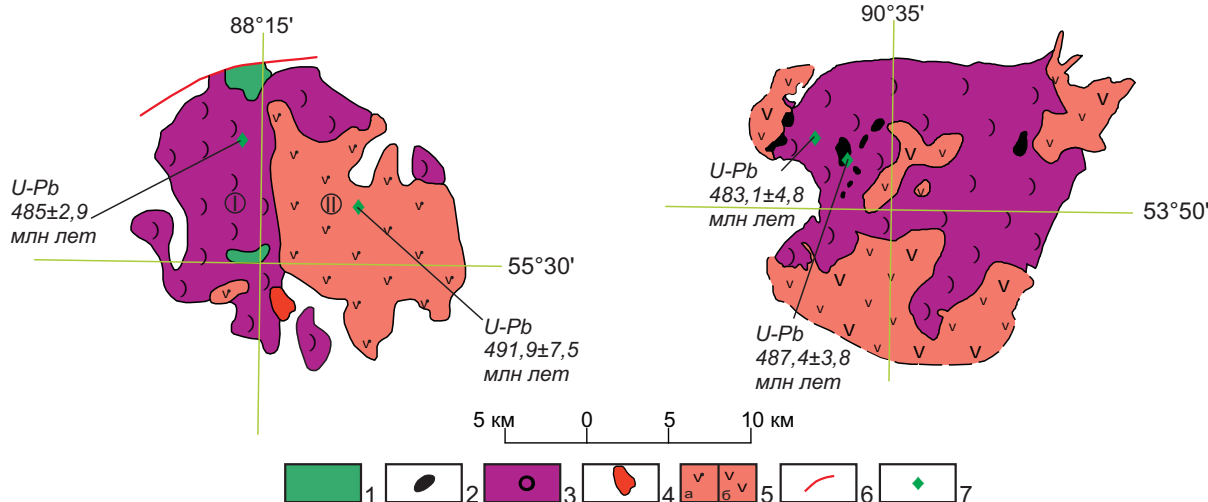 88°15'
90°35'
U-Pb
485±2,9
млн лет
I
II
U-Pb
483,1±4,8
млн лет
53°50'
55°30'
U-Pb
491,9±7,5
млн лет
U-Pb
487,4±3,8
млн лет
5 км 0 5 10 км
1 2 3 4 а б 5 6 7